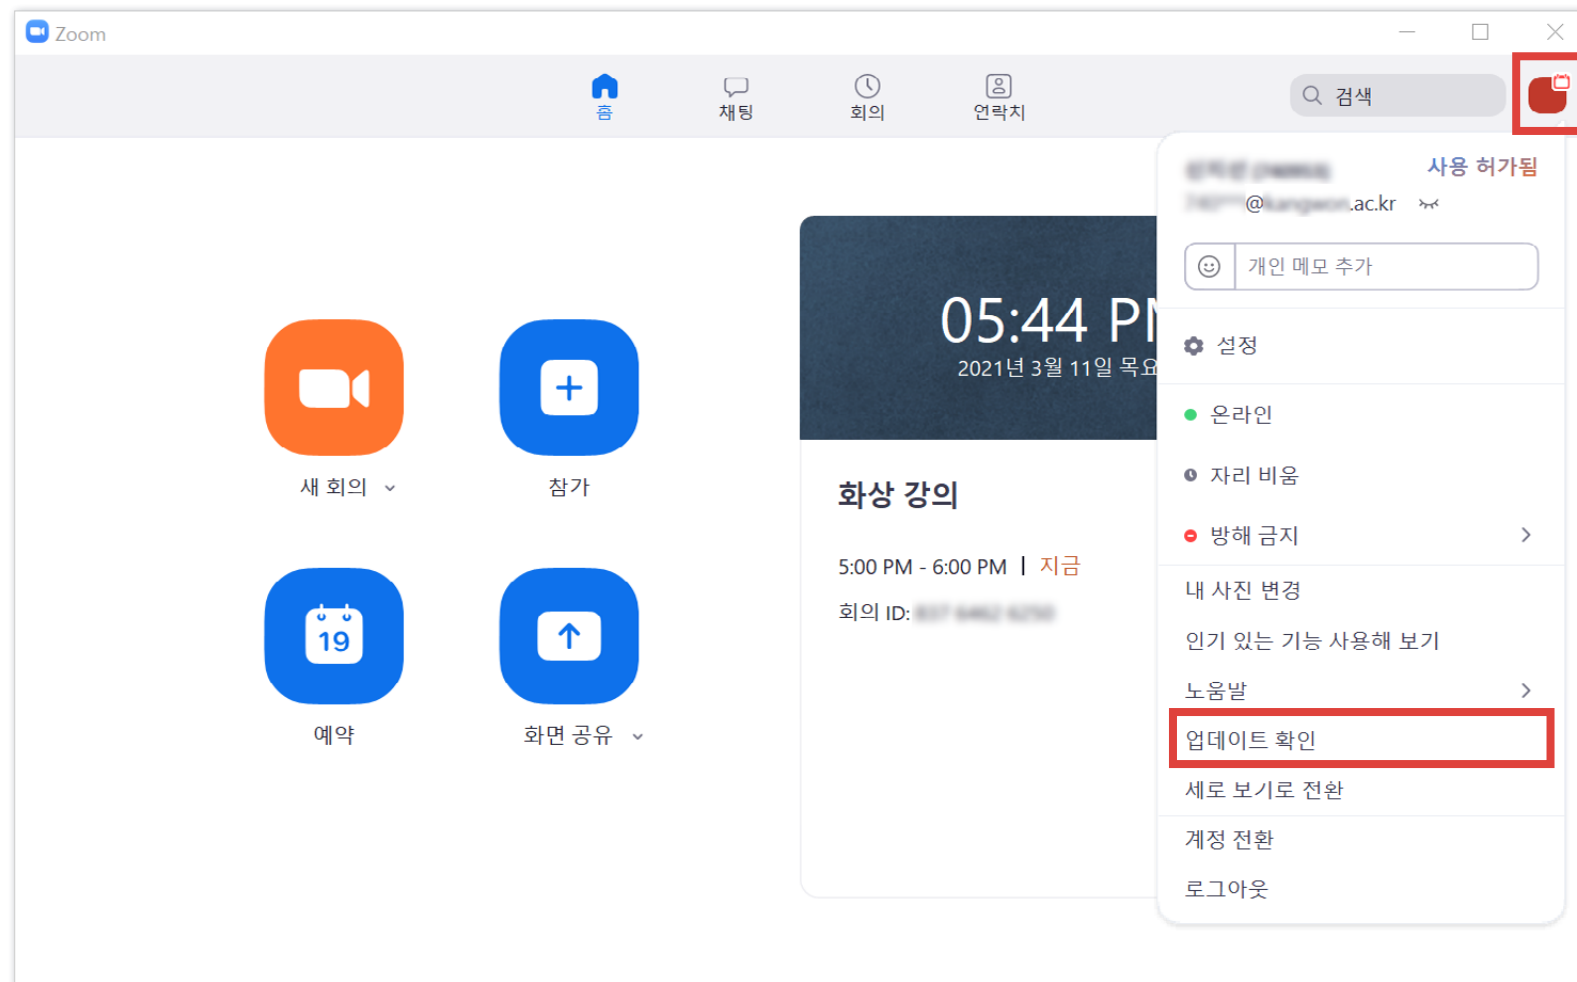 Zoom
홈
채팅
회의
연락처
검색
사용 허가됨
@ .ac.kr
개인 메모 추가
설정
온라인
자리 비움
방해 금지
내 사진 변경
인기 있는 기능 사용해 보기
노움발
업데이트 확인
세로 보기로 전환
계정 전환
로그아웃
05:44 PM
2021년 3월 11일 목요
화상 강의
5:00 PM - 6:00 PM | 지금
회의 ID:
새 회의
참가
19
예약
화면 공유